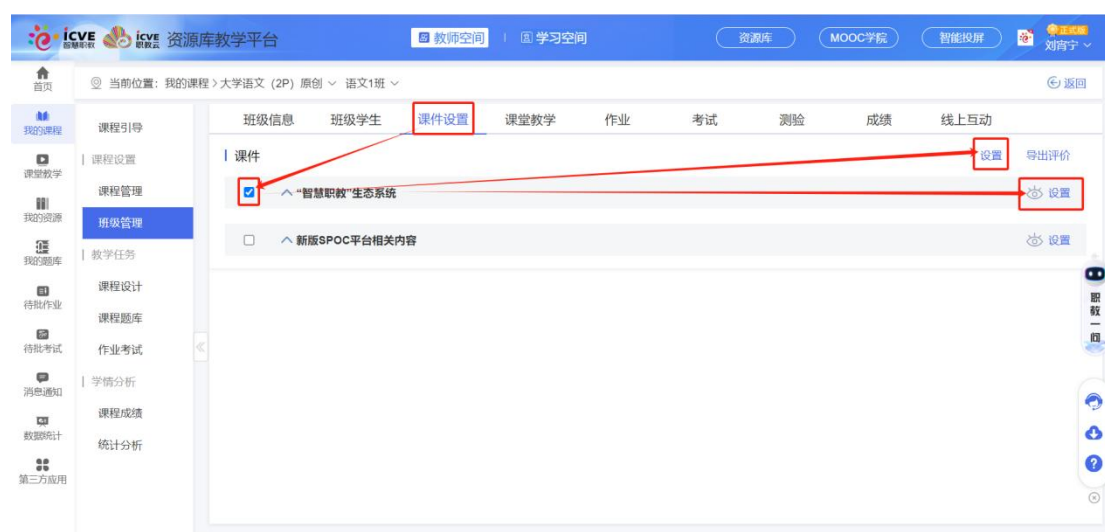 icve 智慧职教 icve 职教云 资源库教学平台 教师空间 学习空间 资源库 MOOC学院 智能投屏 正式版 刘宵宁
首页
当前位置：我的课程 > 大学语文（2P）原创 语文1班
返回
我的课程
课堂教学
我的资源
我的题库
待批作业
待批考试
消息通知
数据统计
第三方应用
课程引导
课程设置
课程管理
班级管理
教学任务
课程设计
课程题库
作业考试
学情分析
课程成绩
统计分析
班级信息 班级学生 课件设置 课堂教学 作业 考试 测验 成绩 线上互动
课件 设置 导出评价
“智慧职教”生态系统 设置
新版SPOC平台相关内容 设置
职教一问